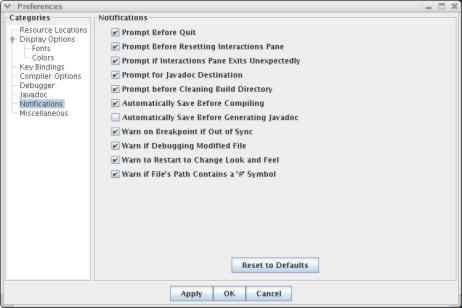 Preferences
Categories
Resource Locations
Display Options
Fonts
Colors
Key Bindings
Compiler Options
Debugger
Javadoc
Notifications
Miscellaneous
Notifications
Prompt Before Quit
Prompt Before Resetting Interactions Pane
Prompt if Interactions Pane Exits Unexpectedly
Prompt for Javadoc Destination
Prompt before Cleaning Build Directory
Automatically Save Before Compiling
Automatically Save Before Generating Javadoc
Warn on Breakpoint if Out of Sync
Warn if Debugging Modified File
Warn to Restart to Change Look and Feel
Warn if File's Path Contains a '#' Symbol
Reset to Defaults
Apply OK Cancel